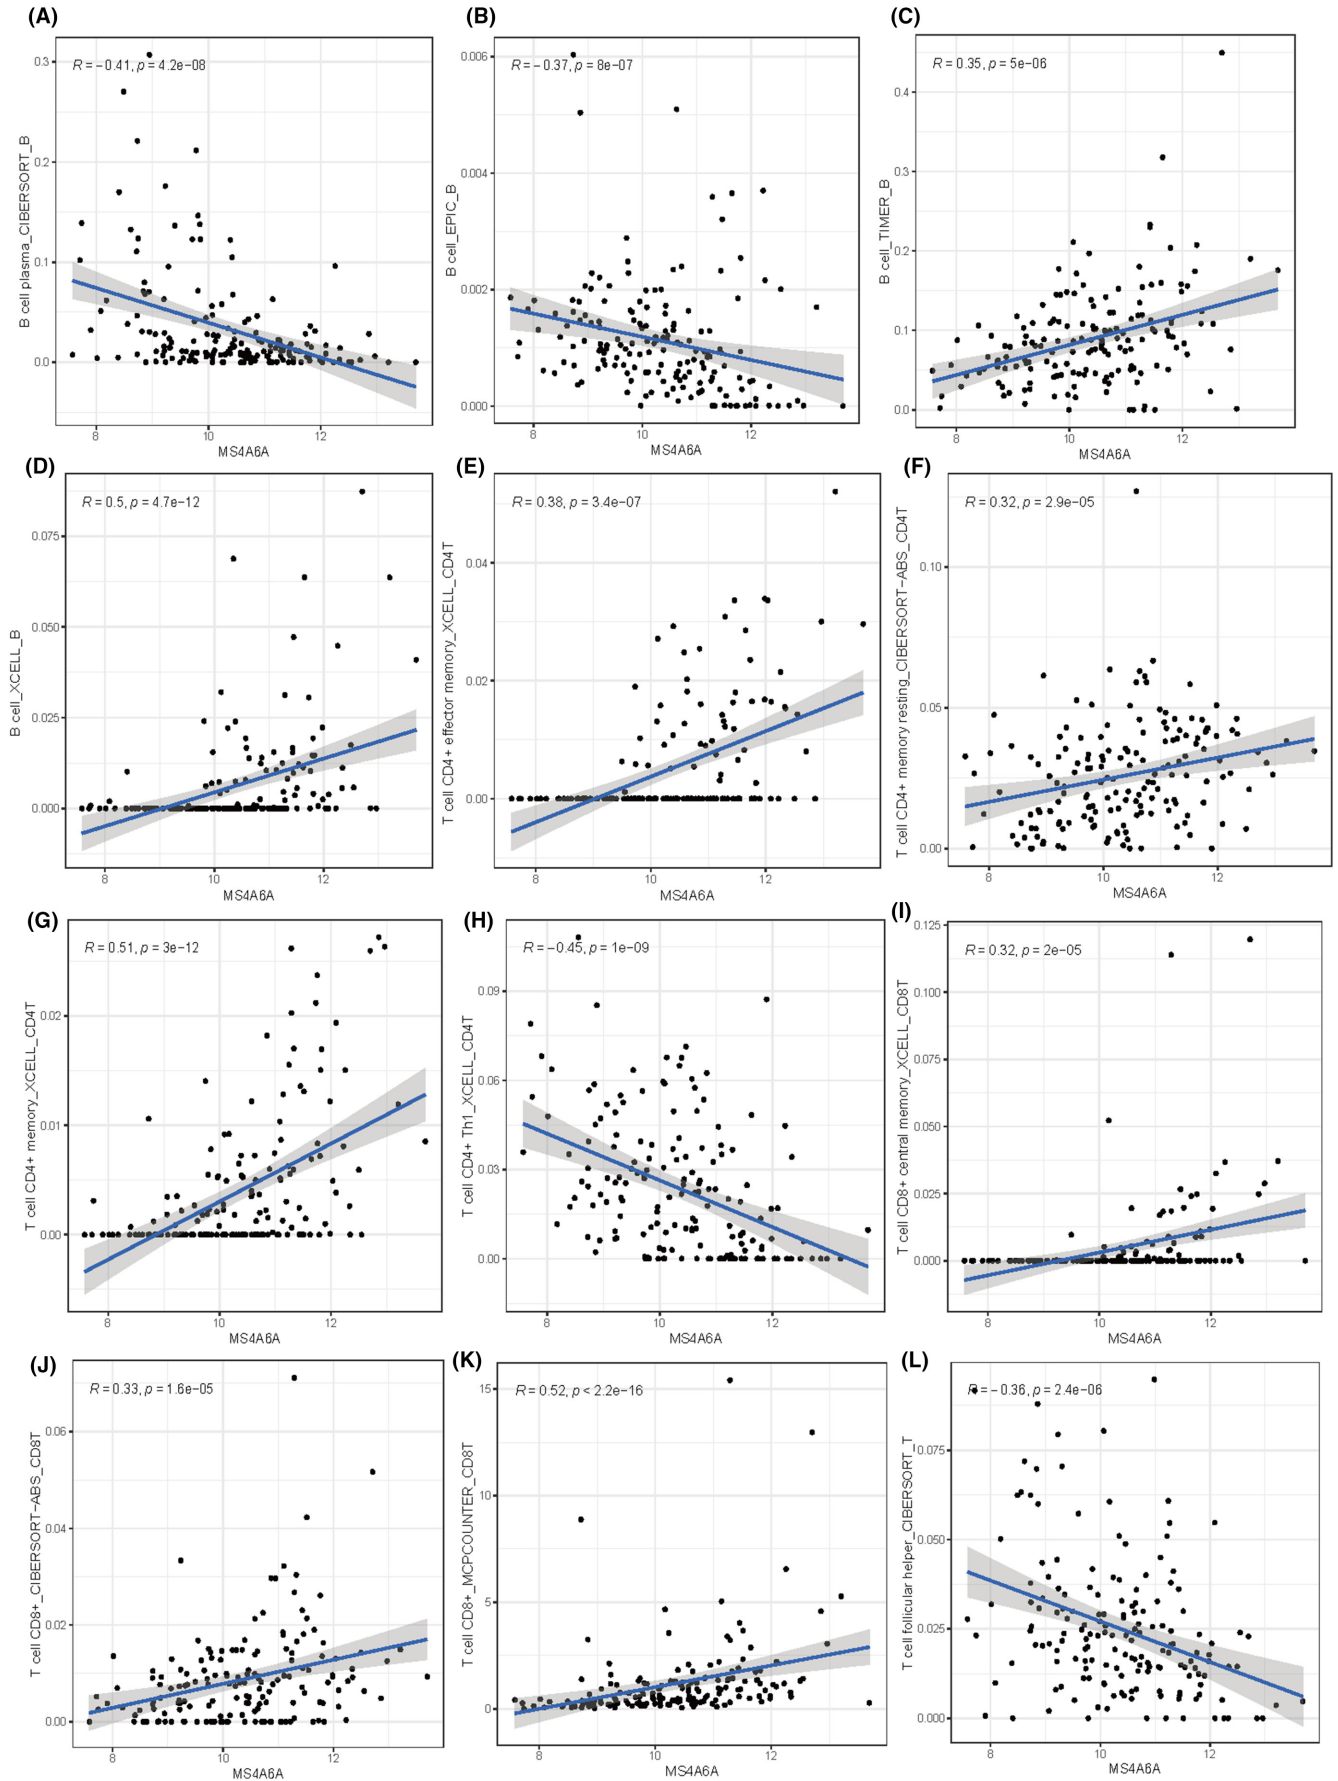 (A)
R = −0.41, p = 4.2e−08
B cell plasma_CIBERSORT_B
0.3
0.2
0.1
0.0
8 10 12
MS4A6A
(B)
R = −0.37, p = 8e−07
B cell_EPIC_B
0.006
0.004
0.002
0.000
8 10 12
MS4A6A
(C)
R = 0.35, p = 5e−06
B cell_TIMER_B
0.4
0.3
0.2
0.1
0.0
8 10 12
MS4A6A
(D)
R = 0.5, p = 4.7e−12
B cell_XCELL_B
0.075
0.050
0.025
0.000
8 10 12
MS4A6A
(E)
R = 0.38, p = 3.4e−07
T cell CD4+ effector memory_XCELL_CD4T
0.04
0.02
0.00
8 10 12
MS4A6A
(F)
R = 0.32, p = 2.9e−05
T cell CD4+ memory resting_CIBERSORT−ABS_CD4T
0.10
0.05
0.00
8 10 12
MS4A6A
(G)
R = 0.51, p = 3e−12
T cell CD4+ memory_XCELL_CD4T
0.02
0.01
0.00
8 10 12
MS4A6A
(H)
R = −0.45, p = 1e−09
T cell CD4+ Th1_XCELL_CD4T
0.09
0.06
0.03
0.00
8 10 12
MS4A6A
(I)
R = 0.32, p = 2e−05
T cell CD8+ central memory_XCELL_CD8T
0.125
0.100
0.075
0.050
0.025
0.000
8 10 12
MS4A6A
(J)
R = 0.33, p = 1.6e−05
T cell CD8+_CIBERSORT−ABS_CD8T
0.06
0.04
0.02
0.00
8 10 12
MS4A6A
(K)
R = 0.52, p < 2.2e−16
T cell CD8+_MCPCOUNTER_CD8T
15
10
5
0
8 10 12
MS4A6A
(L)
R = −0.36, p = 2.4e−06
T cell follicular helper_CIBERSORT_T
0.075
0.050
0.025
0.000
8 10 12
MS4A6A